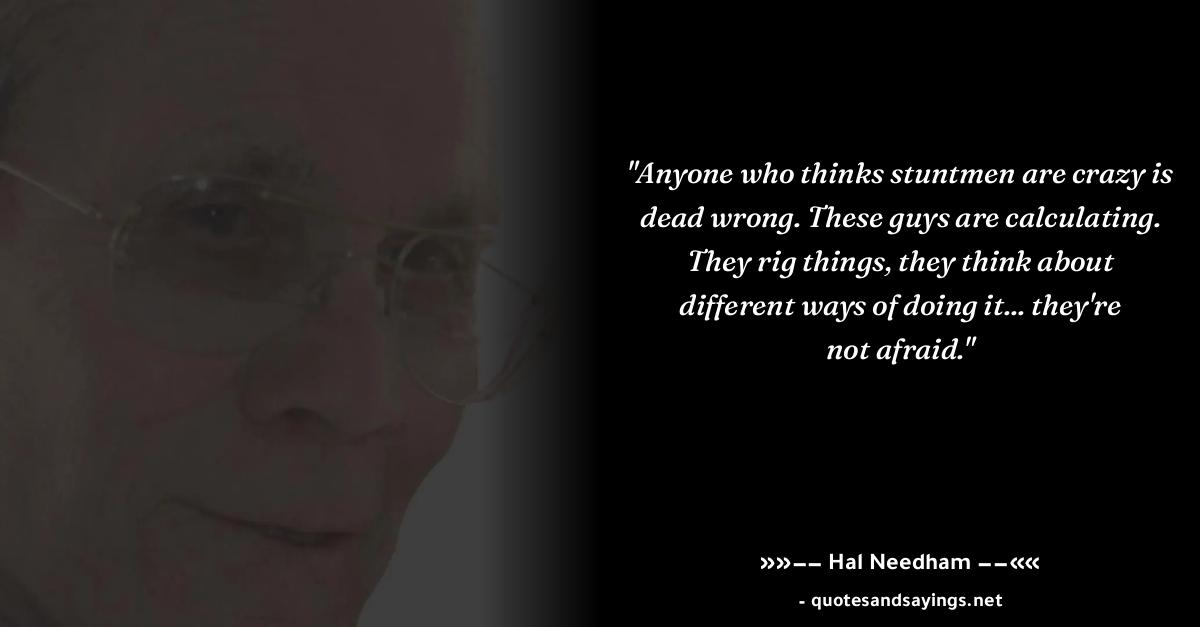 "Anyone who thinks stuntmen are crazy is
dead wrong. These guys are calculating.
They rig things, they think about
different ways of doing it... they're
not afraid."
»»−− Hal Needham −−««
- quotesandsayings.net